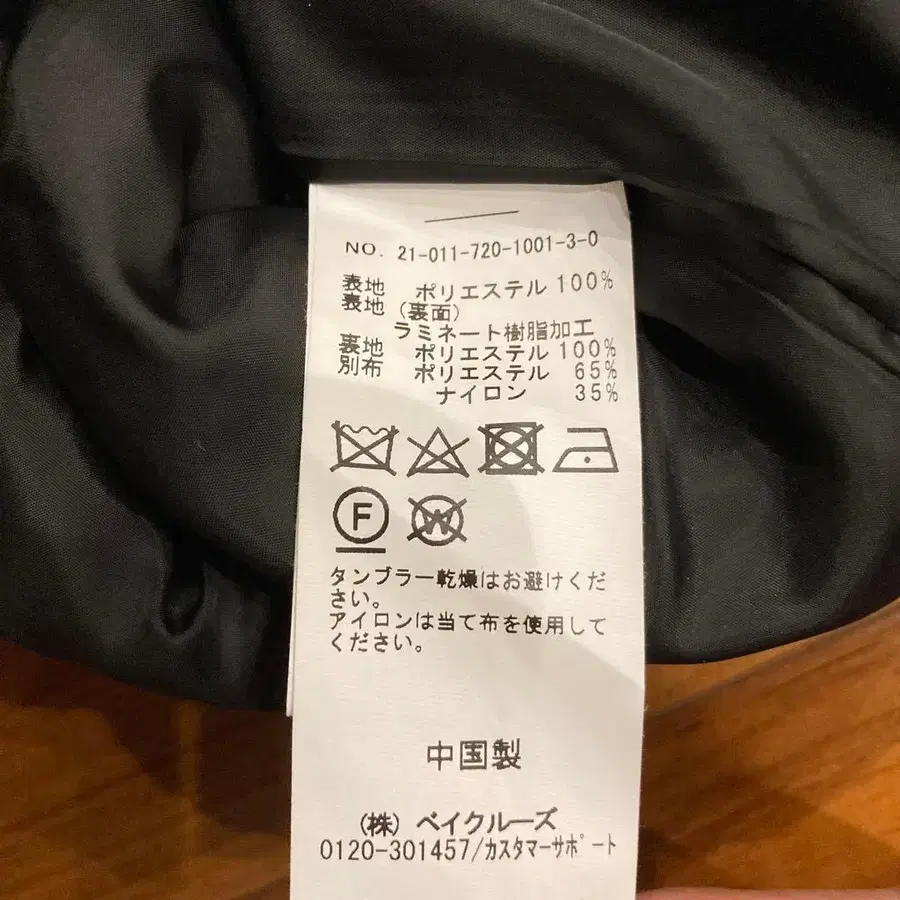 NO. 21-011-720-1001-3-0
表地 ポリエステル 100%
表地 (裏面)
ラミネート樹脂加工
裏地 ポリエステル 100%
別布 ポリエステル 65%
ナイロン 35%
F W
タンブラー乾燥はお避けくだ
さい。
アイロンは当て布を使用して
ください。
中国製
(株) ベイクルーズ
0120-301457/カスタマーサポート